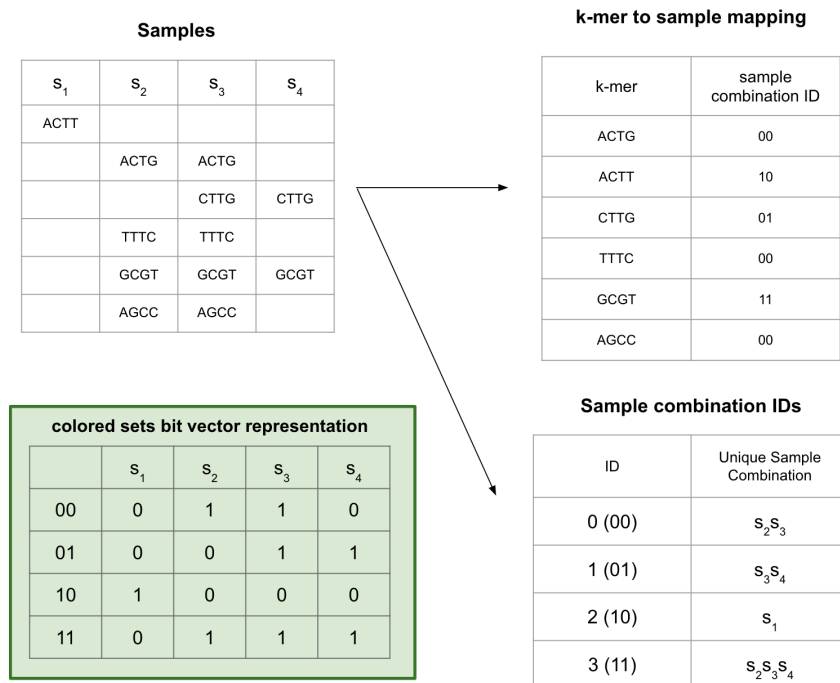 Samples
s1 s2 s3 s4
ACTT
ACTG ACTG
CTTG CTTG
TTTC TTTC
GCGT GCGT GCGT
AGCC AGCC
k-mer to sample mapping
k-mer sample
combination ID
ACTG 00
ACTT 10
CTTG 01
TTTC 00
GCGT 11
AGCC 00
colored sets bit vector representation
s1 s2 s3 s4
00 0 1 1 0
01 0 0 1 1
10 1 0 0 0
11 0 1 1 1
Sample combination IDs
ID Unique Sample
Combination
0 (00) s2s3
1 (01) s3s4
2 (10) s1
3 (11) s2s3s4